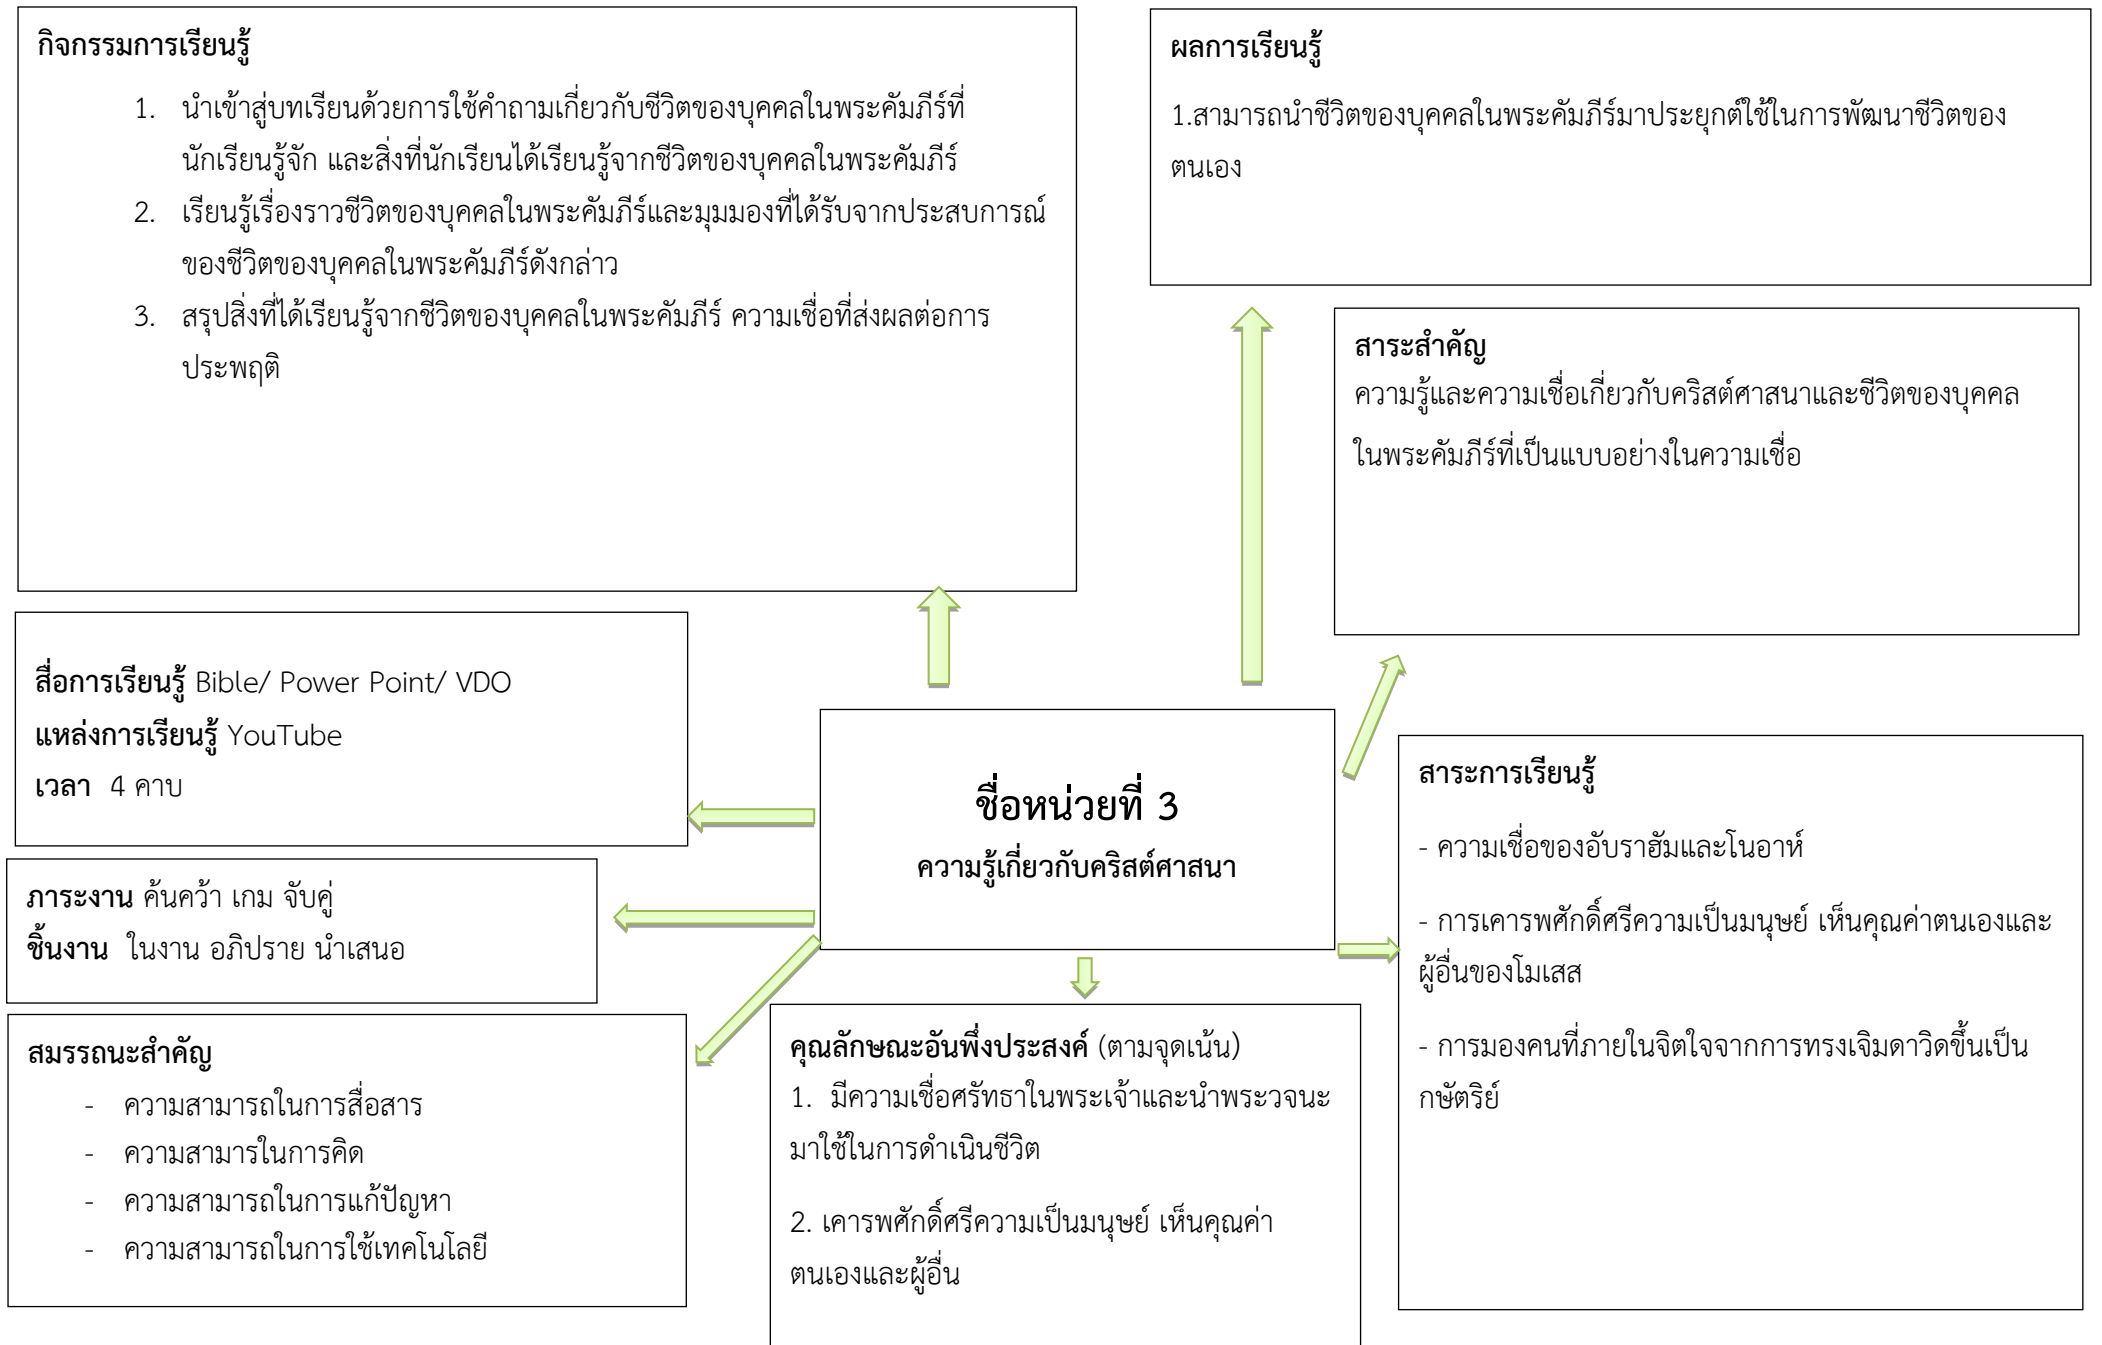 กิจกรรมการเรียนรู้
1. นำเข้าสู่บทเรียนด้วยการใช้คำถามเกี่ยวกับชีวิตของบุคคลในพระคัมภีร์ที่
นักเรียนรู้จัก และสิ่งที่นักเรียนได้เรียนรู้จากชีวิตของบุคคลในพระคัมภีร์
2. เรียนรู้เรื่องราวชีวิตของบุคคลในพระคัมภีร์และมุมมองที่ได้รับจากประสบการณ์
ของชีวิตของบุคคลในพระคัมภีร์ดังกล่าว
3. สรุปสิ่งที่ได้เรียนรู้จากชีวิตของบุคคลในพระคัมภีร์ ความเชื่อที่ส่งผลต่อการ
ประพฤติ
ผลการเรียนรู้
1.สามารถนำชีวิตของบุคคลในพระคัมภีร์มาประยุกต์ใช้ในการพัฒนาชีวิตของ
ตนเอง
สาระสำคัญ
ความรู้และความเชื่อเกี่ยวกับคริสต์ศาสนาและชีวิตของบุคคล
ในพระคัมภีร์ที่เป็นแบบอย่างในความเชื่อ
สื่อการเรียนรู้ Bible/ Power Point/ VDO
แหล่งการเรียนรู้ YouTube
เวลา 4 คาบ
ชื่อหน่วยที่ 3
ความรู้เกี่ยวกับคริสต์ศาสนา
สาระการเรียนรู้
- ความเชื่อของอับราฮัมและโนอาห์
- การเคารพศักดิ์ศรีความเป็นมนุษย์ เห็นคุณค่าตนเองและ
ผู้อื่นของโมเสส
- การมองคนที่ภายในจิตใจจากการทรงเจิมดาวิดขึ้นเป็น
กษัตริย์
ภาระงาน ค้นคว้า เกม จับคู่
ชิ้นงาน ในงาน อภิปราย นำเสนอ
สมรรถนะสำคัญ
- ความสามารถในการสื่อสาร
- ความสามารในการคิด
- ความสามารถในการแก้ปัญหา
- ความสามารถในการใช้เทคโนโลยี
คุณลักษณะอันพึ่งประสงค์ (ตามจุดเน้น)
1. มีความเชื่อศรัทธาในพระเจ้าและนำพระวจนะ
มาใช้ในการดำเนินชีวิต
2. เคารพศักดิ์ศรีความเป็นมนุษย์ เห็นคุณค่า
ตนเองและผู้อื่น